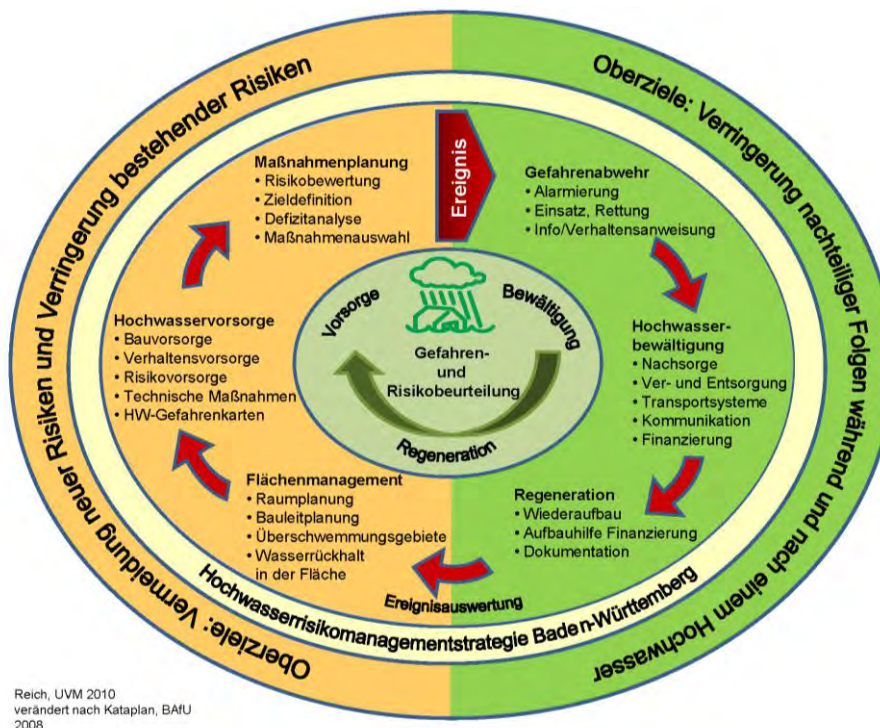 Oberziele: Vermeidung neuer Risiken und Verringerung bestehender Risiken
Oberziele: Verringerung nachteiliger Folgen während und nach einem Hochwasser
Hochwasserrisikomanagementstrategie Baden-Württemberg
Ereignis
Maßnahmenplanung
• Risikobewertung
• Zieldefinition
• Defizitanalyse
• Maßnahmenauswahl
Gefahrenabwehr
• Alarmierung
• Einsatz, Rettung
• Info/Verhaltensanweisung
Hochwasser-
bewältigung
• Nachsorge
• Ver- und Entsorgung
• Transportsysteme
• Kommunikation
• Finanzierung
Regeneration
• Wiederaufbau
• Aufbauhilfe Finanzierung
• Dokumentation
Ereignisauswertung
Flächenmanagement
• Raumplanung
• Bauleitplanung
• Überschwemmungsgebiete
• Wasserrückhalt
in der Fläche
Hochwasservorsorge
• Bauvorsorge
• Verhaltensvorsorge
• Risikovorsorge
• Technische Maßnahmen
• HW-Gefahrenkarten
Vorsorge
Bewältigung
Gefahren-
und
Risikobeurteilung
Regeneration
Reich, UVM 2010
verändert nach Kataplan, BAfU
2008